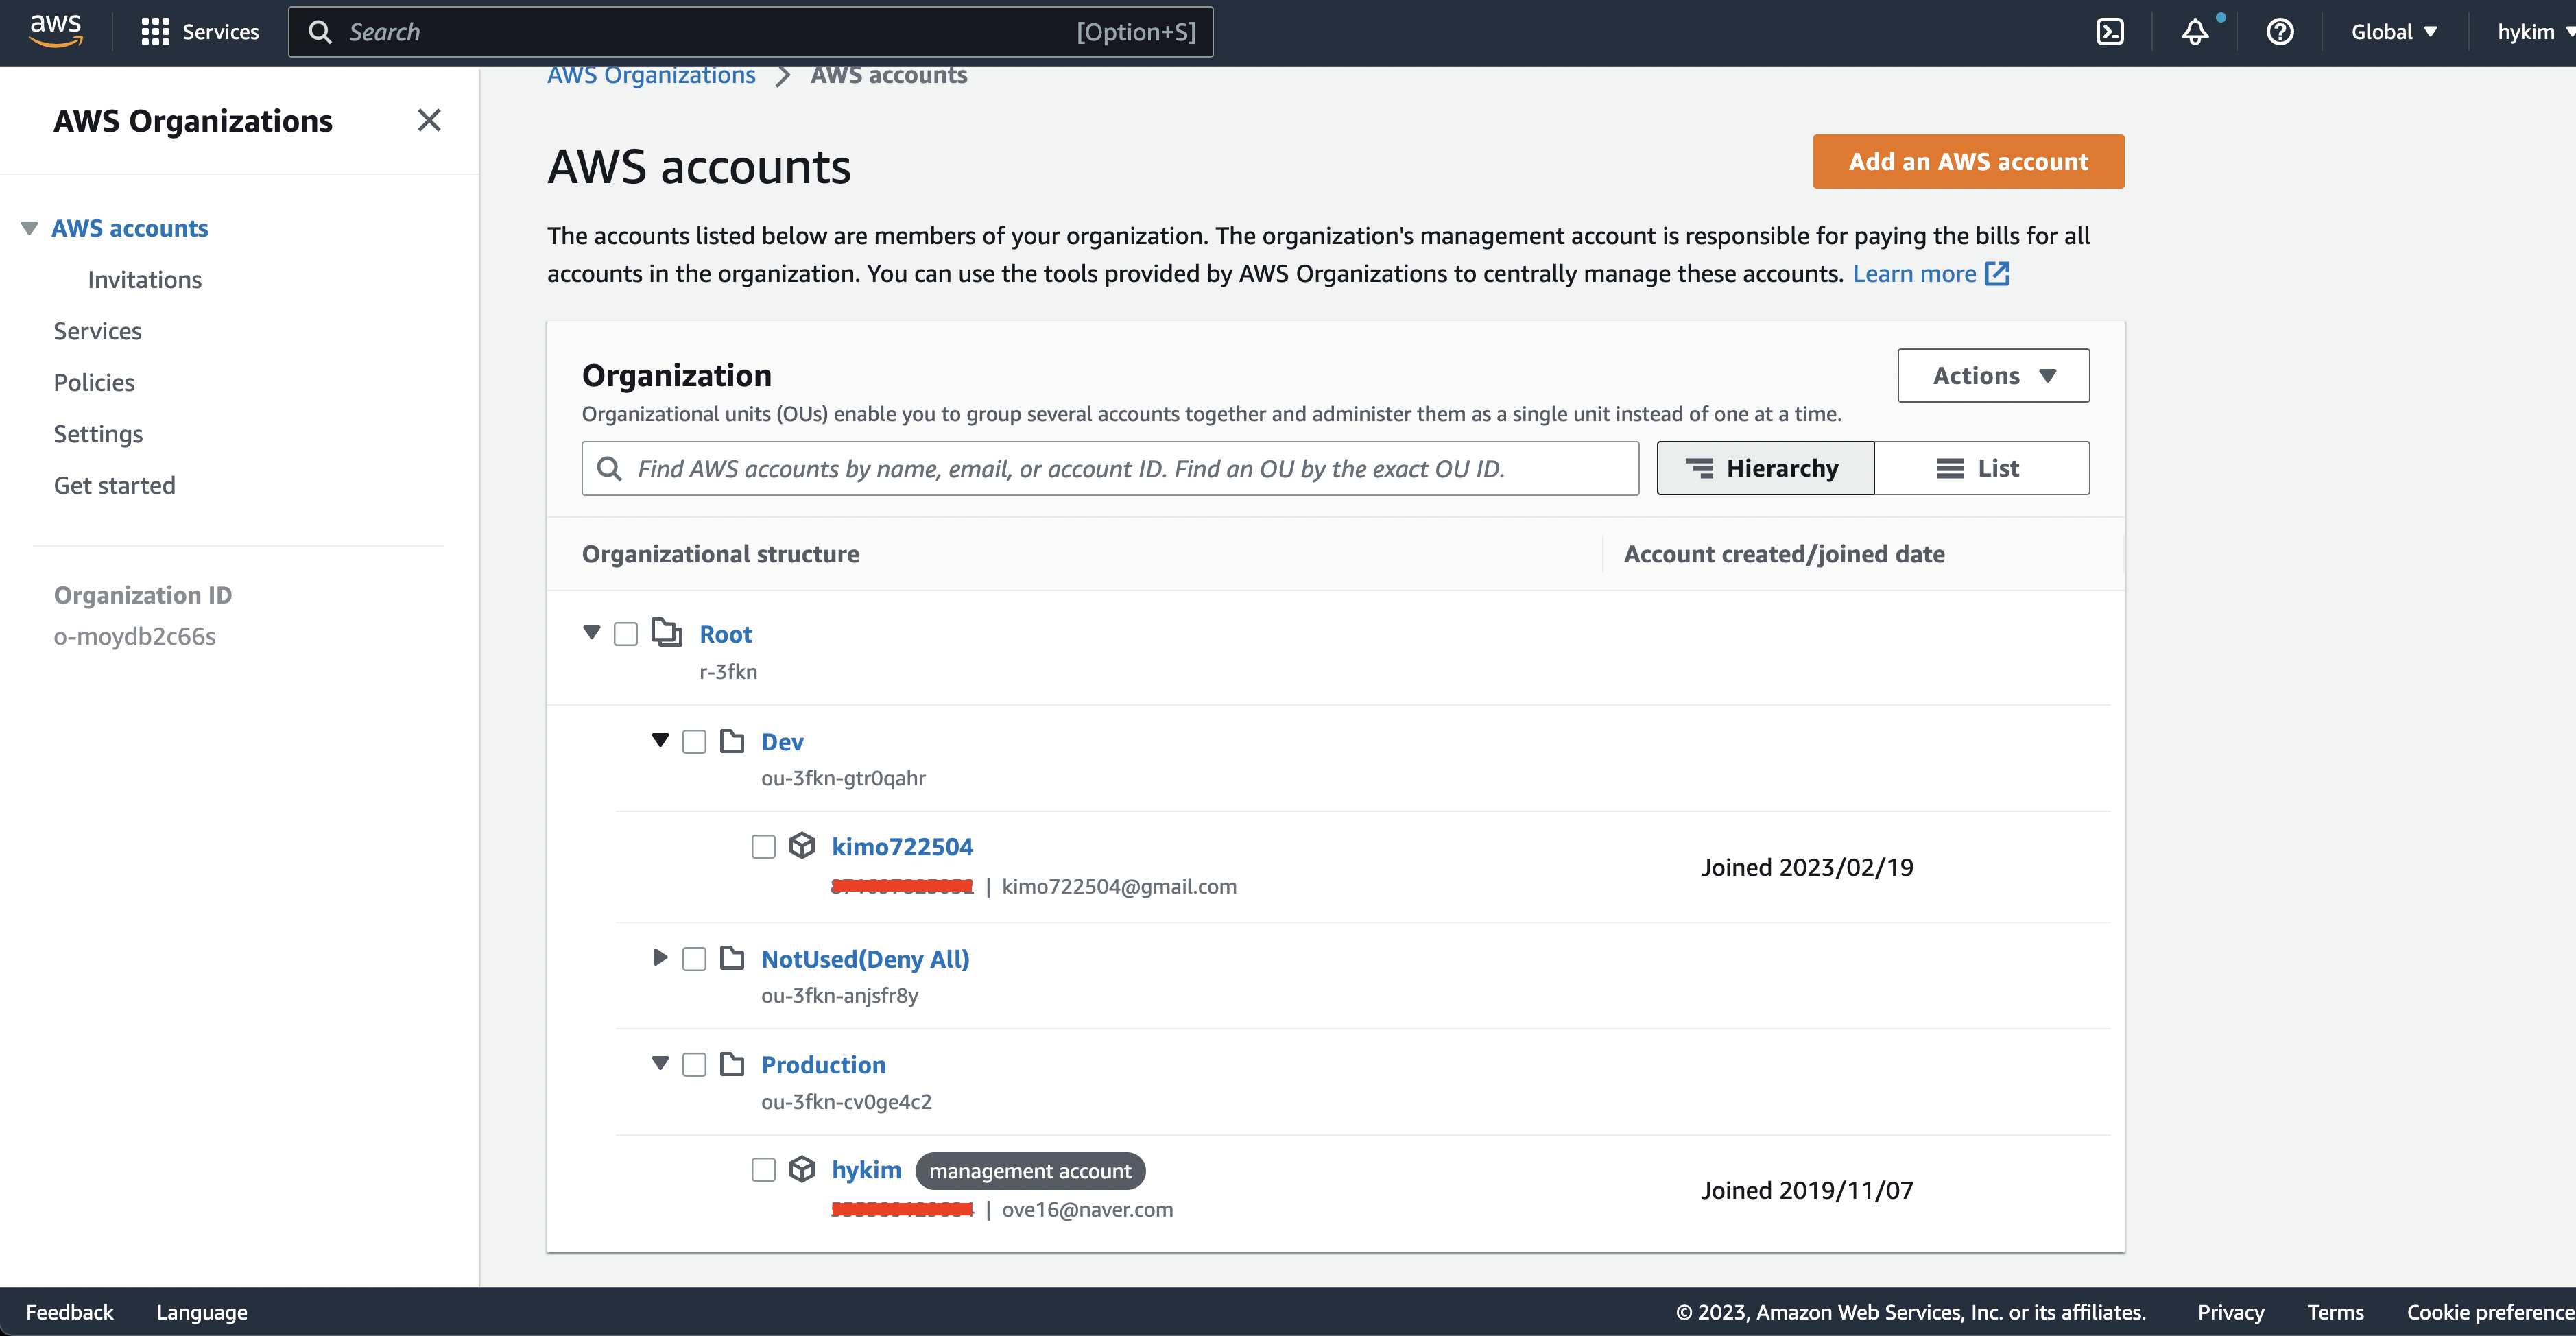 aws
Services
Search
[Option+S]
Global
hykim
AWS Organizations
AWS accounts
Invitations
Services
Policies
Settings
Get started
Organization ID
o-moydb2c66s
AWS Organizations > AWS accounts
AWS accounts
Add an AWS account
The accounts listed below are members of your organization. The organization's management account is responsible for paying the bills for all
accounts in the organization. You can use the tools provided by AWS Organizations to centrally manage these accounts. Learn more
Organization
Actions
Organizational units (OUs) enable you to group several accounts together and administer them as a single unit instead of one at a time.
Find AWS accounts by name, email, or account ID. Find an OU by the exact OU ID.
Hierarchy
List
Organizational structure
Account created/joined date
Root
r-3fkn
Dev
ou-3fkn-gtr0qahr
kimo722504
| kimo722504@gmail.com
Joined 2023/02/19
NotUsed(Deny All)
ou-3fkn-anjsfr8y
Production
ou-3fkn-cv0ge4c2
hykim management account
| ove16@naver.com
Joined 2019/11/07
Feedback
Language
© 2023, Amazon Web Services, Inc. or its affiliates.
Privacy
Terms
Cookie preference